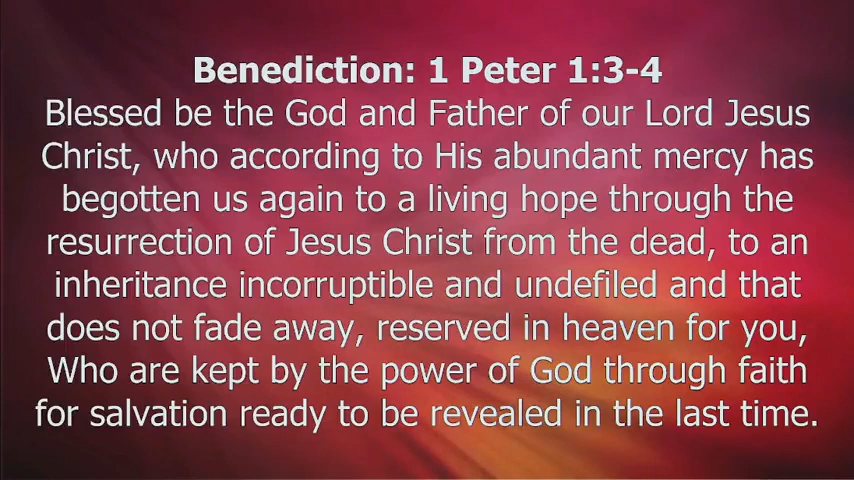 Benediction: 1 Peter 1:3-4
Blessed be the God and Father of our Lord Jesus
Christ, who according to His abundant mercy has
begotten us again to a living hope through the
resurrection of Jesus Christ from the dead, to an
inheritance incorruptible and undefiled and that
does not fade away, reserved in heaven for you,
Who are kept by the power of God through faith
for salvation ready to be revealed in the last time.